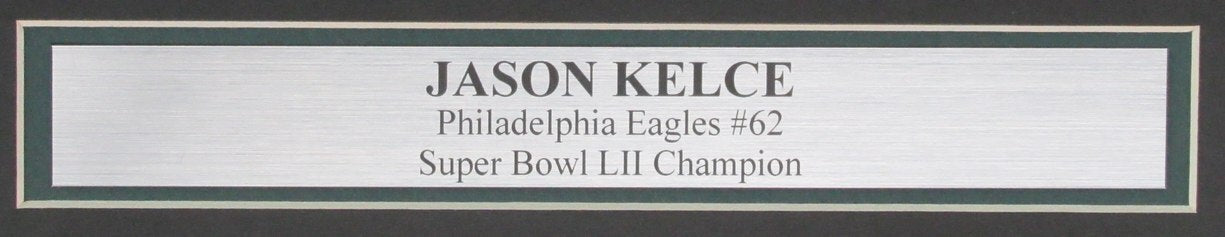 JASON KELCE
Philadelphia Eagles #62
Super Bowl LII Champion